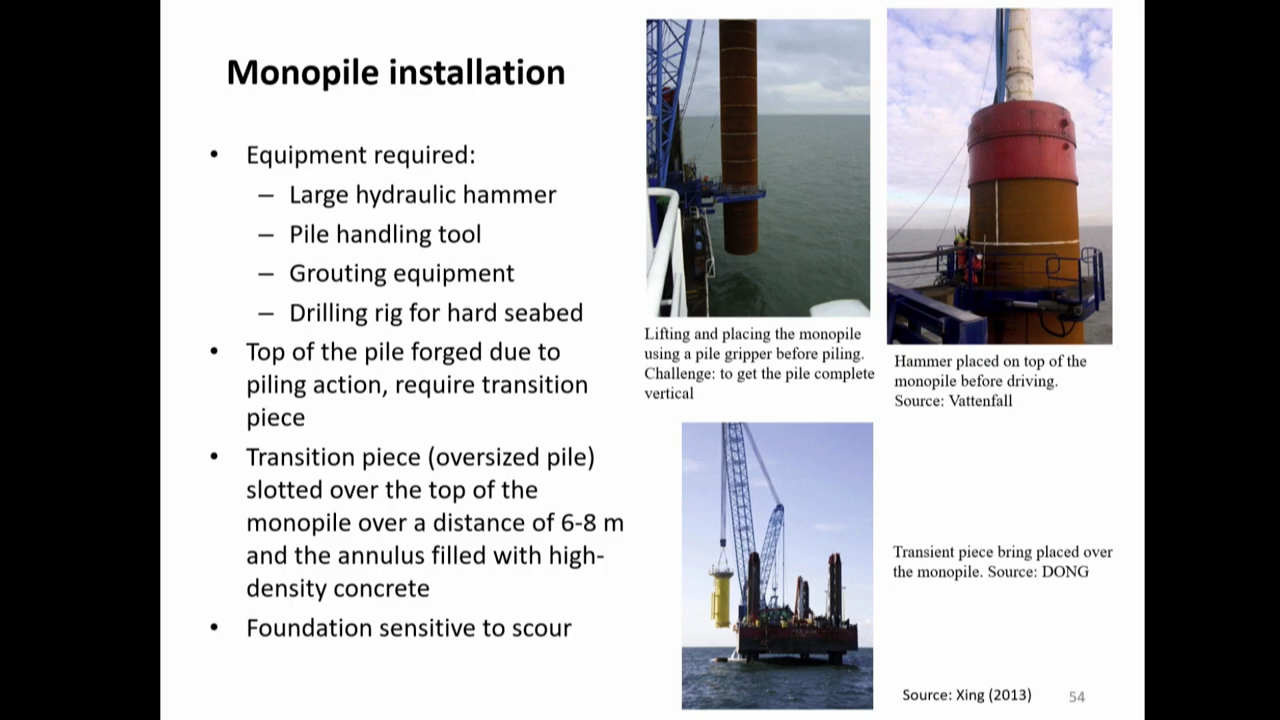 Monopile installation
• Equipment required:
– Large hydraulic hammer
– Pile handling tool
– Grouting equipment
– Drilling rig for hard seabed
• Top of the pile forged due to
piling action, require transition
piece
• Transition piece (oversized pile)
slotted over the top of the
monopile over a distance of 6-8 m
and the annulus filled with high-
density concrete
• Foundation sensitive to scour
Lifting and placing the monopile
using a pile gripper before piling.
Challenge: to get the pile complete
vertical
Hammer placed on top of the
monopile before driving.
Source: Vattenfall
Transient piece bring placed over
the monopile. Source: DONG
Source: Xing (2013)
54